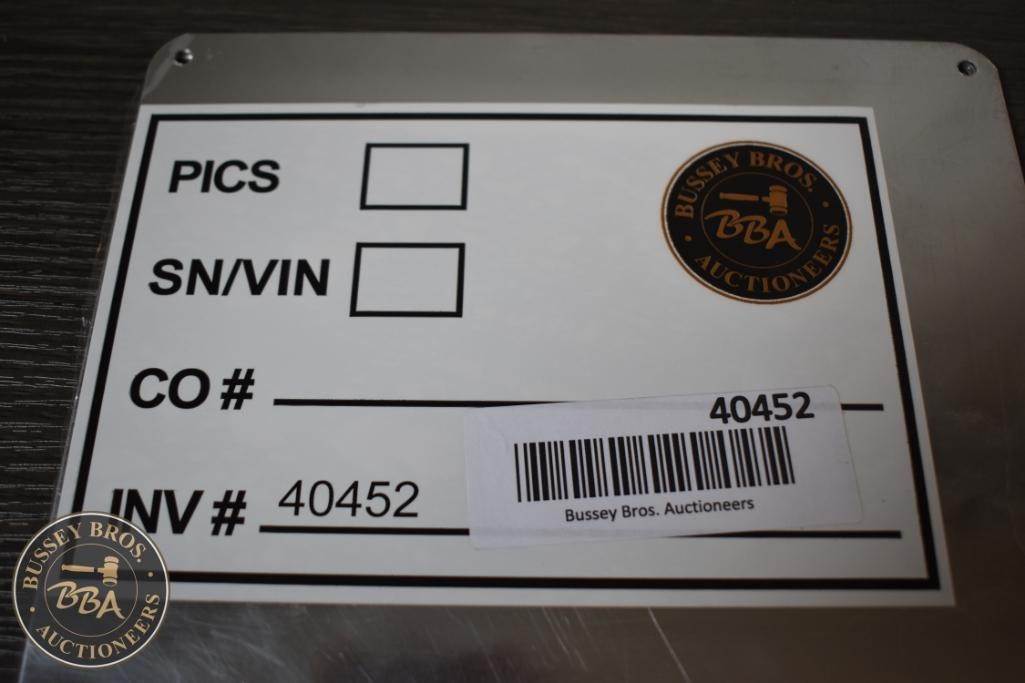 PICS
BUSSEY BROS.
BBA
AUCTIONEERS
SN/VIN
CO #
40452
Bussey Bros. Auctioneers
INV # 40452
BUSSEY BROS.
BBA
AUCTIONEERS